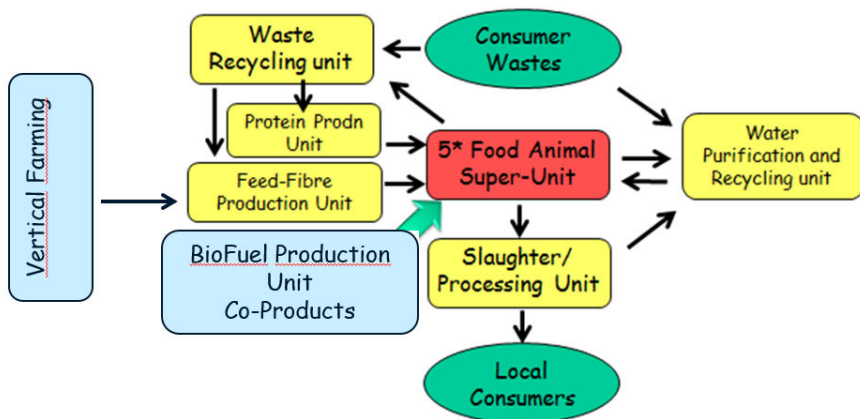 Waste
Recycling unit
Consumer
Wastes
Vertical Farming
Protein Prodn
Unit
5* Food Animal
Super-Unit
Water
Purification and
Recycling unit
Feed-Fibre
Production Unit
BioFuel Production
Unit
Co-Products
Slaughter/
Processing Unit
Local
Consumers